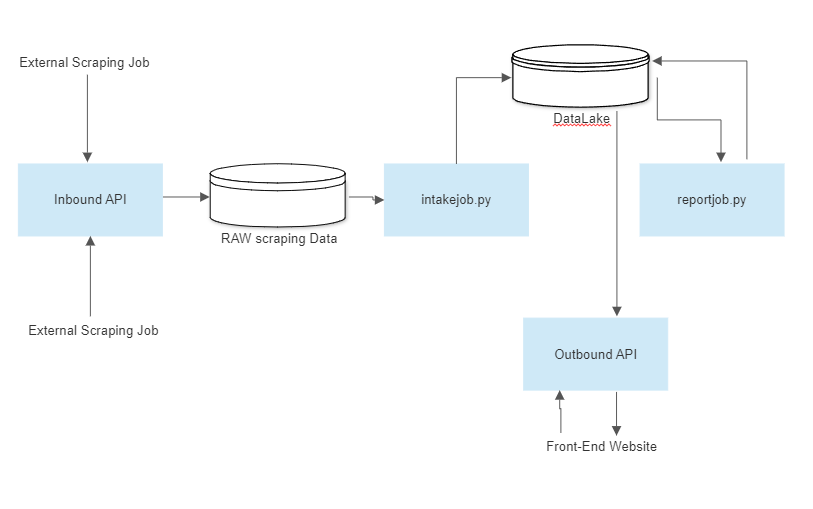 External Scraping Job
DataLake
Inbound API
intakejob.py
reportjob.py
RAW scraping Data
External Scraping Job
Outbound API
Front-End Website